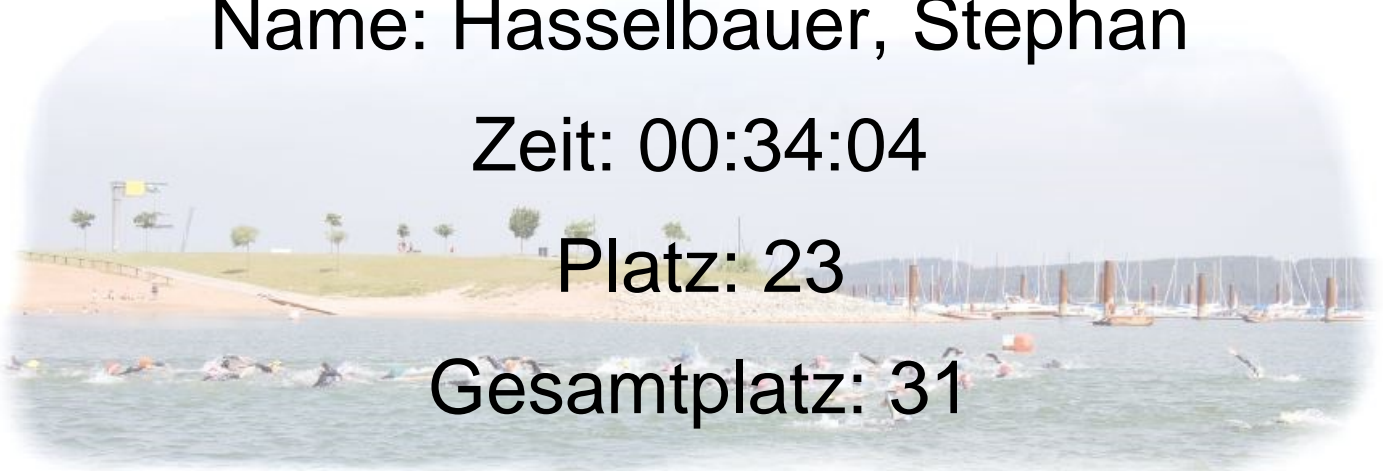 Name: Hasselbauer, Stephan
Zeit: 00:34:04
Platz: 23
Gesamtplatz: 31